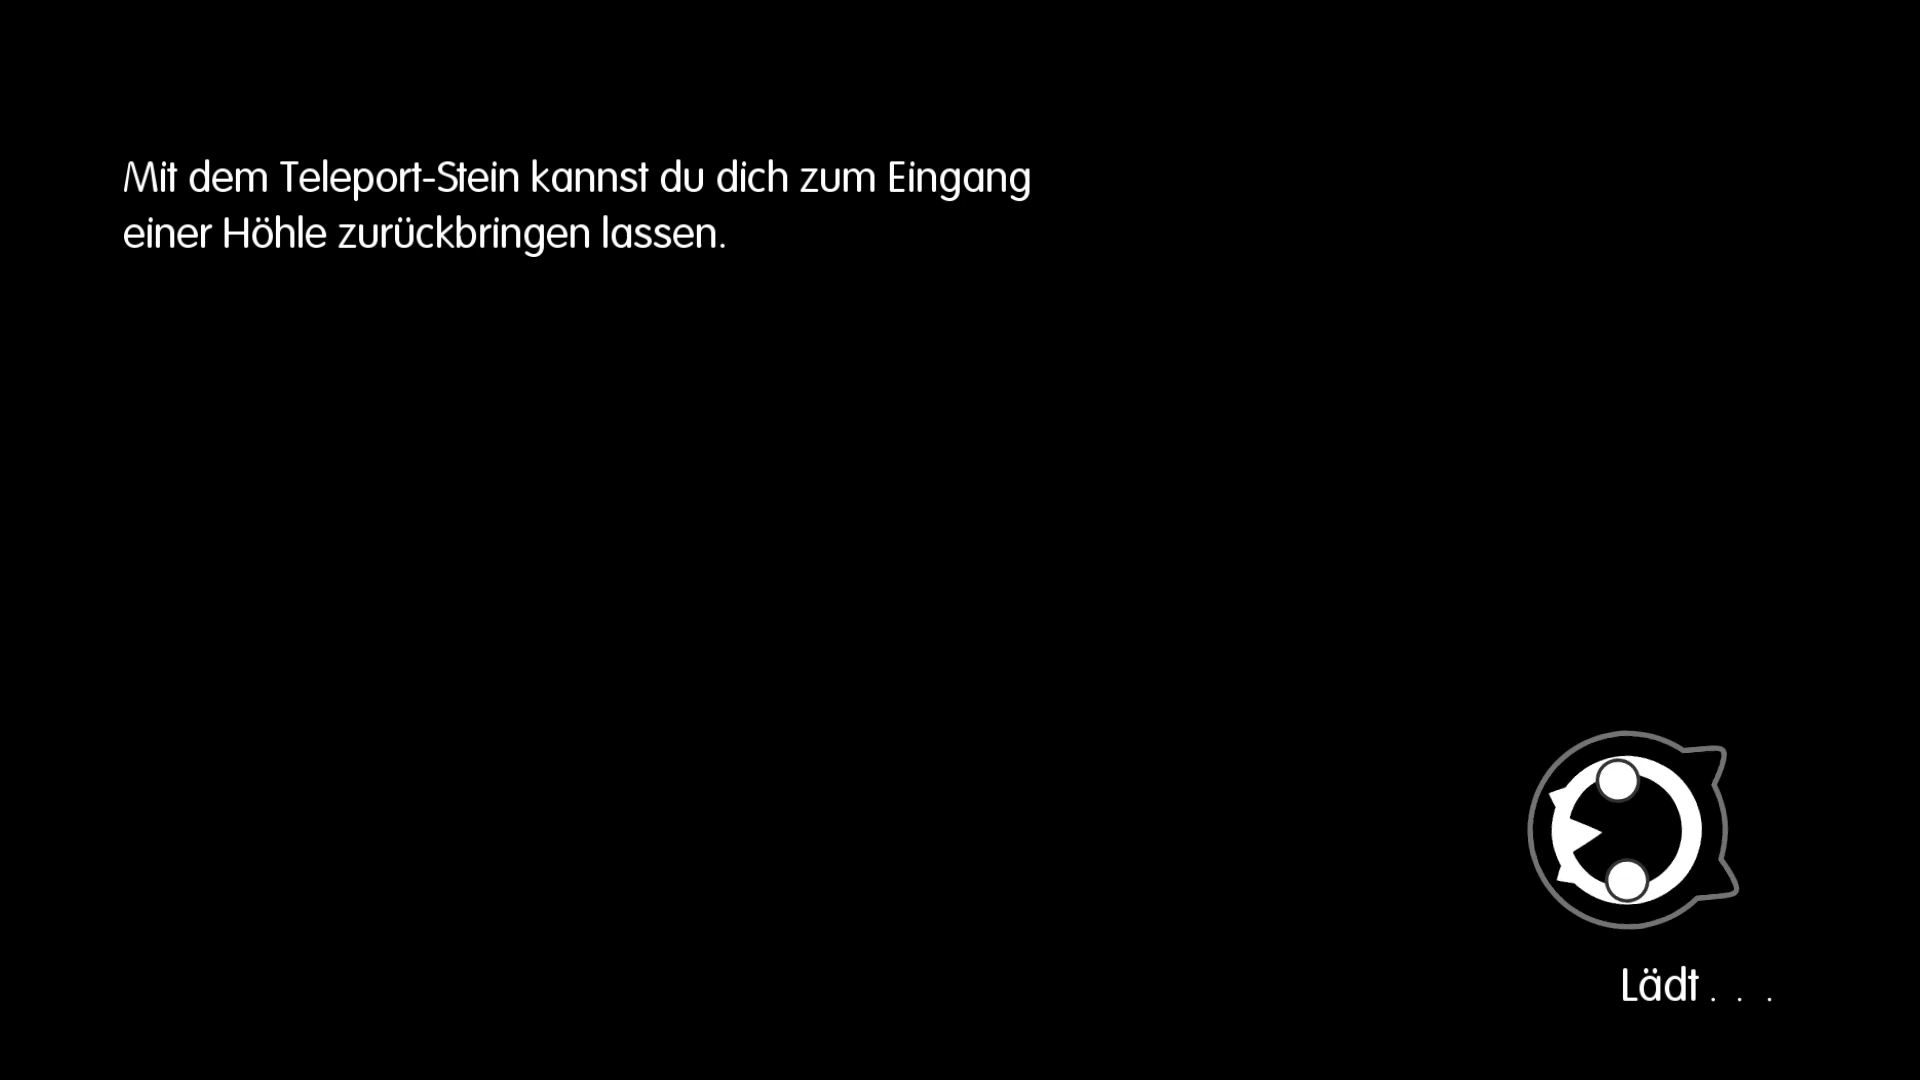 Mit dem Teleport-Stein kannst du dich zum Eingang
einer Höhle zurückbringen lassen.
Lädt . . .